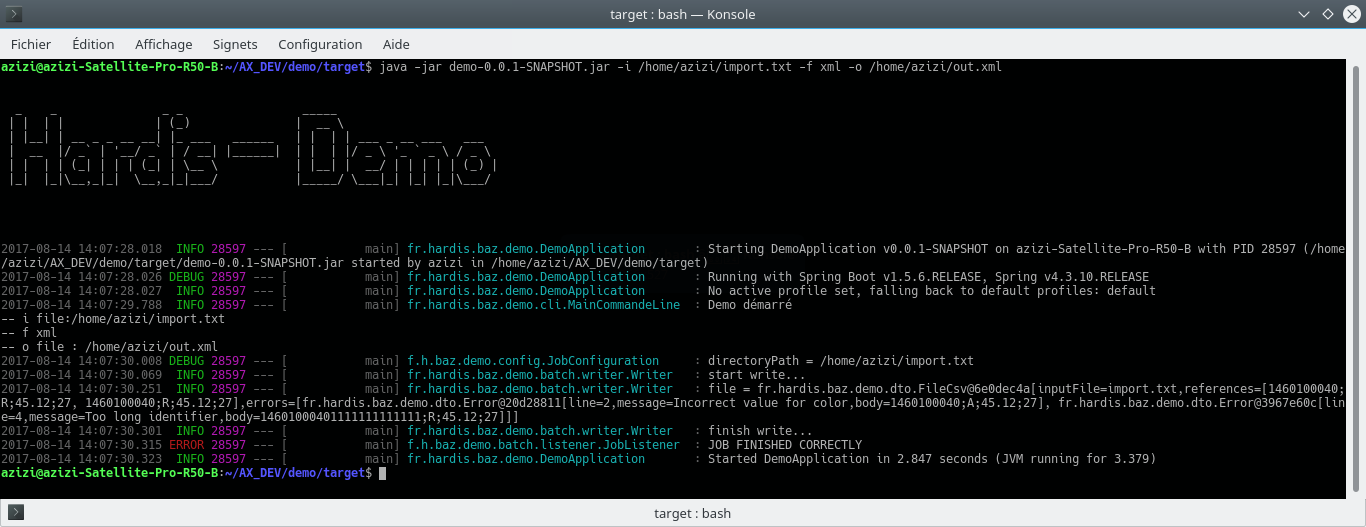 target : bash — Konsole
Fichier Édition Affichage Signets Configuration Aide
azizi@azizi-Satellite-Pro-R50-B:~/AX_DEV/demo/target$ java -jar demo-0.0.1-SNAPSHOT.jar -i /home/azizi/import.txt -f xml -o /home/azizi/out.xml
Hardis - Demo
2017-08-14 14:07:28.018  INFO 28597 --- [           main] fr.hardis.baz.demo.DemoApplication       : Starting DemoApplication v0.0.1-SNAPSHOT on azizi-Satellite-Pro-R50-B with PID 28597 (/home
/azizi/AX_DEV/demo/target/demo-0.0.1-SNAPSHOT.jar started by azizi in /home/azizi/AX_DEV/demo/target)
2017-08-14 14:07:28.026 DEBUG 28597 --- [           main] fr.hardis.baz.demo.DemoApplication       : Running with Spring Boot v1.5.6.RELEASE, Spring v4.3.10.RELEASE
2017-08-14 14:07:28.027  INFO 28597 --- [           main] fr.hardis.baz.demo.DemoApplication       : No active profile set, falling back to default profiles: default
2017-08-14 14:07:29.788  INFO 28597 --- [           main] fr.hardis.baz.demo.cli.MainCommandeLine  : Demo démarré
-- i file:/home/azizi/import.txt
-- f xml
-- o file : /home/azizi/out.xml
2017-08-14 14:07:30.008 DEBUG 28597 --- [           main] f.h.baz.demo.config.JobConfiguration     : directoryPath = /home/azizi/import.txt
2017-08-14 14:07:30.069  INFO 28597 --- [           main] fr.hardis.baz.demo.batch.writer.Writer   : start write...
2017-08-14 14:07:30.251  INFO 28597 --- [           main] fr.hardis.baz.demo.batch.writer.Writer   : file = fr.hardis.baz.demo.dto.FileCsv@6e0dec4a[inputFile=import.txt,references=[1460100040;
R;45.12;27, 1460100040;R;45.12;27],errors=[fr.hardis.baz.demo.dto.Error@20d28811[line=2,message=Incorrect value for color,body=1460100040;A;45.12;27], fr.hardis.baz.demo.dto.Error@3967e60c[lin
e=4,message=Too long identifier,body=14601000401111111111111;R;45.12;27]]]
2017-08-14 14:07:30.301  INFO 28597 --- [           main] fr.hardis.baz.demo.batch.writer.Writer   : finish write...
2017-08-14 14:07:30.315 ERROR 28597 --- [           main] f.h.baz.demo.batch.listener.JobListener  : JOB FINISHED CORRECTLY
2017-08-14 14:07:30.323  INFO 28597 --- [           main] fr.hardis.baz.demo.DemoApplication       : Started DemoApplication in 2.847 seconds (JVM running for 3.379)
azizi@azizi-Satellite-Pro-R50-B:~/AX_DEV/demo/target$
target : bash